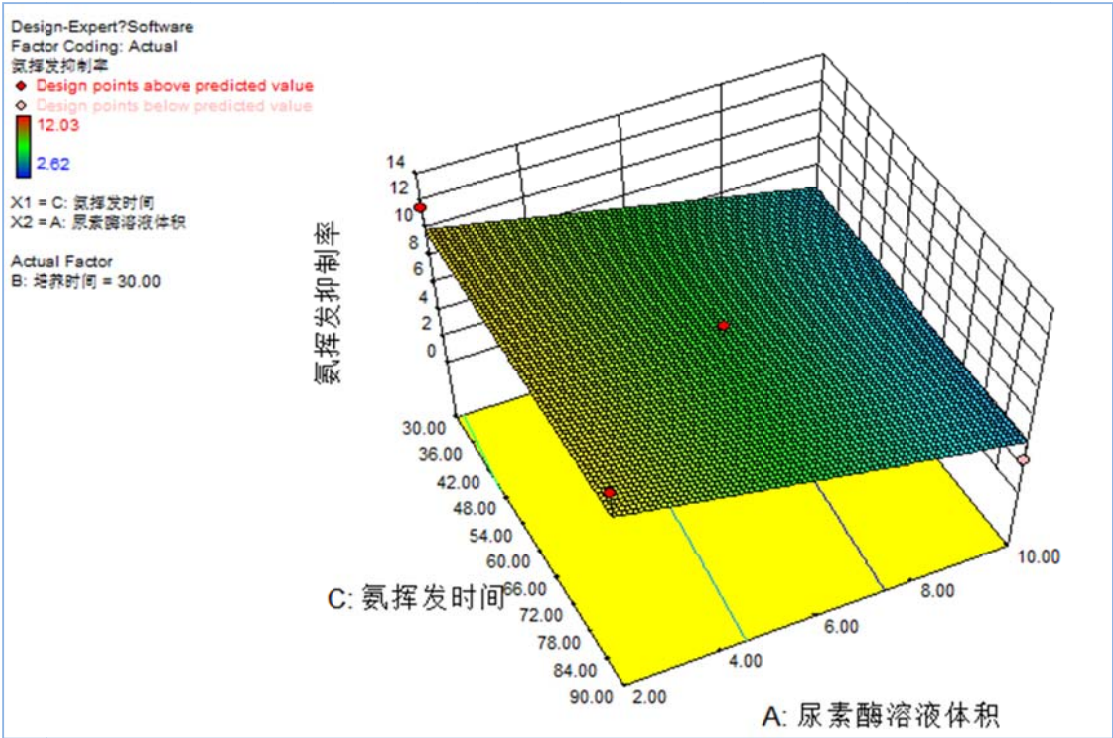 Design-Expert?Software
Factor Coding: Actual
氨挥发抑制率
Design points above predicted value
Design points below predicted value
12.03
2.62
X1 = C: 氨挥发时间
X2 = A: 尿素酶溶液体积
Actual Factor
B: 培养时间 = 30.00
14
12
10
8
6
4
2
0
氨挥发抑制率
30.00
36.00
42.00
48.00
54.00
60.00
66.00
72.00
78.00
84.00
90.00
C: 氨挥发时间
2.00
4.00
6.00
8.00
10.00
A: 尿素酶溶液体积